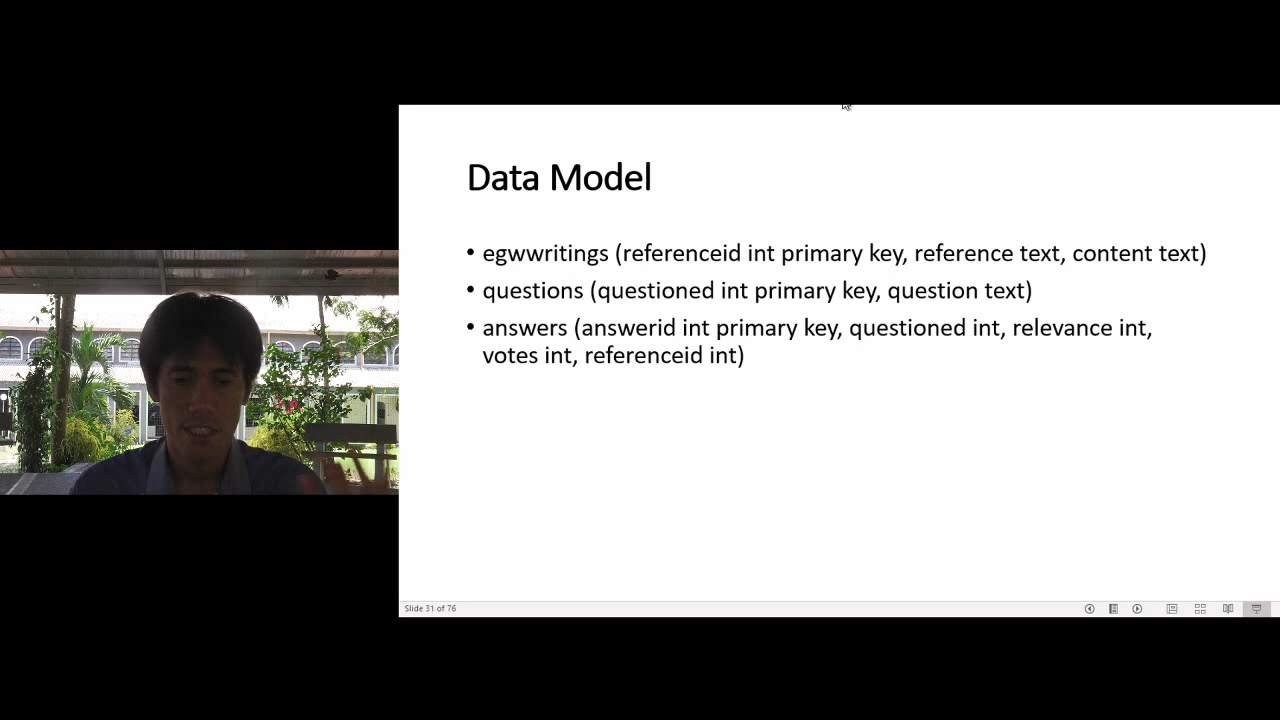 Data Model
• egwwritings (referenceid int primary key, reference text, content text)
• questions (questioned int primary key, question text)
• answers (answerid int primary key, questioned int, relevance int,
votes int, referenceid int)
Slide 31 of 76